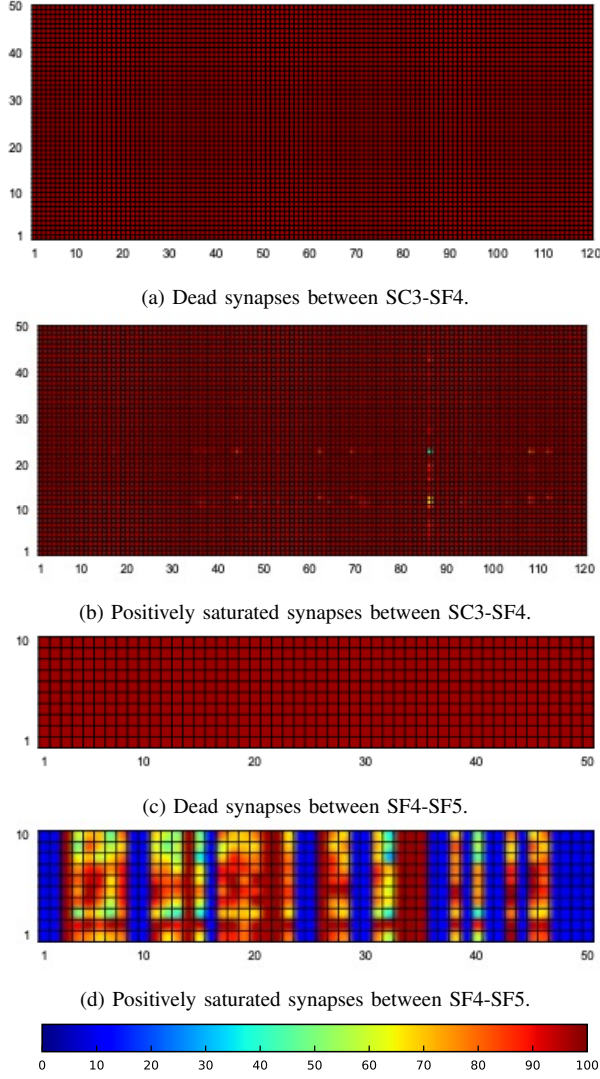 50
40
30
20
10
1
1 10 20 30 40 50 60 70 80 90 100 110 120
(a) Dead synapses between SC3-SF4.
50
40
30
20
10
1
1 10 20 30 40 50 60 70 80 90 100 110 120
(b) Positively saturated synapses between SC3-SF4.
10
1
1 10 20 30 40 50
(c) Dead synapses between SF4-SF5.
10
1
1 10 20 30 40 50
(d) Positively saturated synapses between SF4-SF5.
0 10 20 30 40 50 60 70 80 90 100